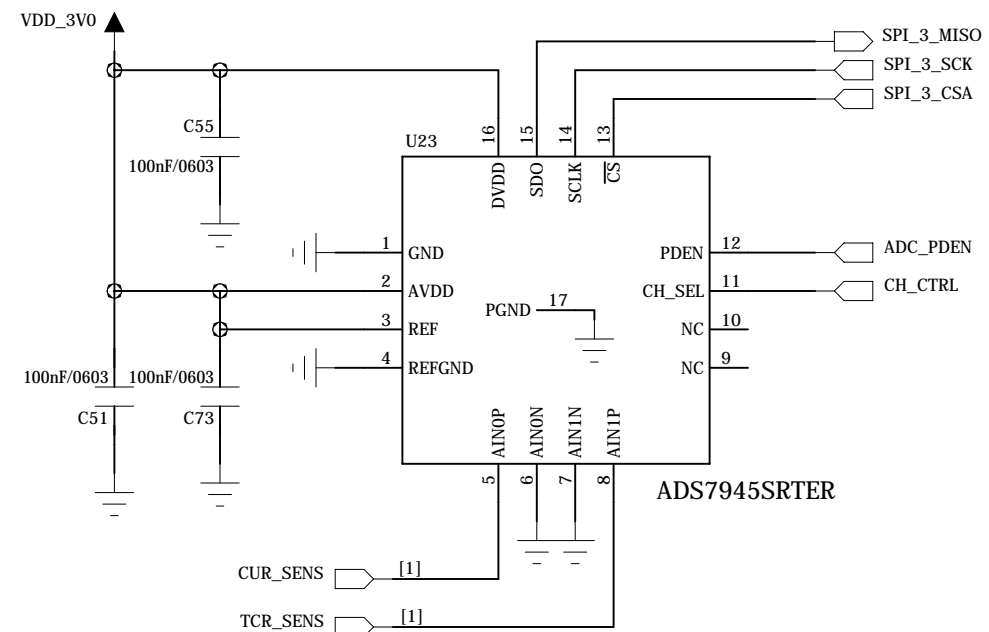 VDD_3V0
SPI_3_MISO
SPI_3_SCK
SPI_3_CSA
C55
100nF/0603
U23
16
15
14
13
DVDD
SDO
SCLK
CS
1
GND
PDEN
12
ADC_PDEN
2
AVDD
CH_SEL
11
CH_CTRL
PGND
17
3
REF
NC
10
4
REFGND
NC
9
100nF/0603
100nF/0603
C51
C73
AIN0P
AIN0N
AIN1N
AIN1P
5
6
7
8
ADS7945SRTER
CUR_SENS
[1]
TCR_SENS
[1]